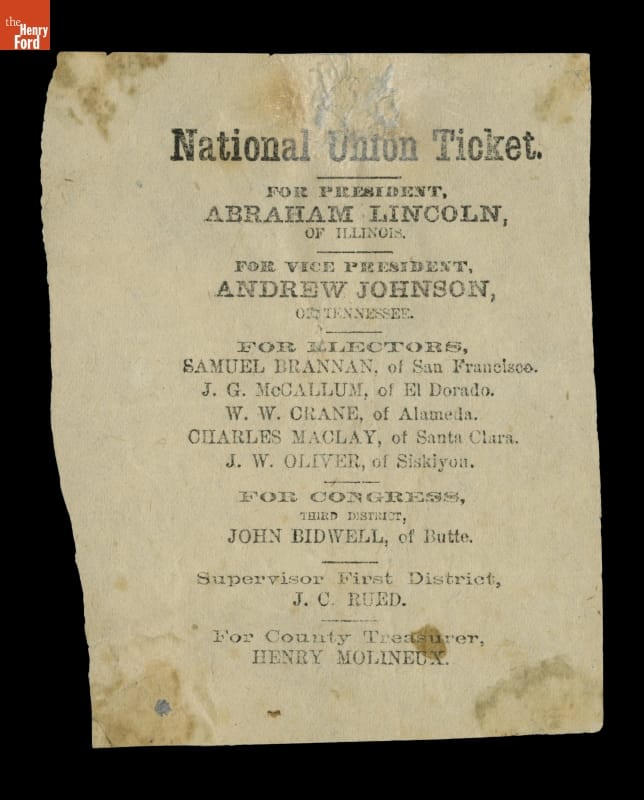 the
Henry
Ford
National Union Ticket.
FOR PRESIDENT,
ABRAHAM LINCOLN,
OF ILLINOIS.
FOR VICE PRESIDENT,
ANDREW JOHNSON,
OF TENNESSEE.
FOR ELECTORS,
SAMUEL BRANNAN, of San Francisco.
J. G. McCALLUM, of El Dorado.
W. W. CRANE, of Alameda.
CHARLES MACLAY, of Santa Clara.
J. W. OLIVER, of Siskiyon.
FOR CONGRESS,
THIRD DISTRICT,
JOHN BIDWELL, of Butte.
Supervisor First District,
J. C. RUED.
For County Treasurer,
HENRY MOLINEUX.